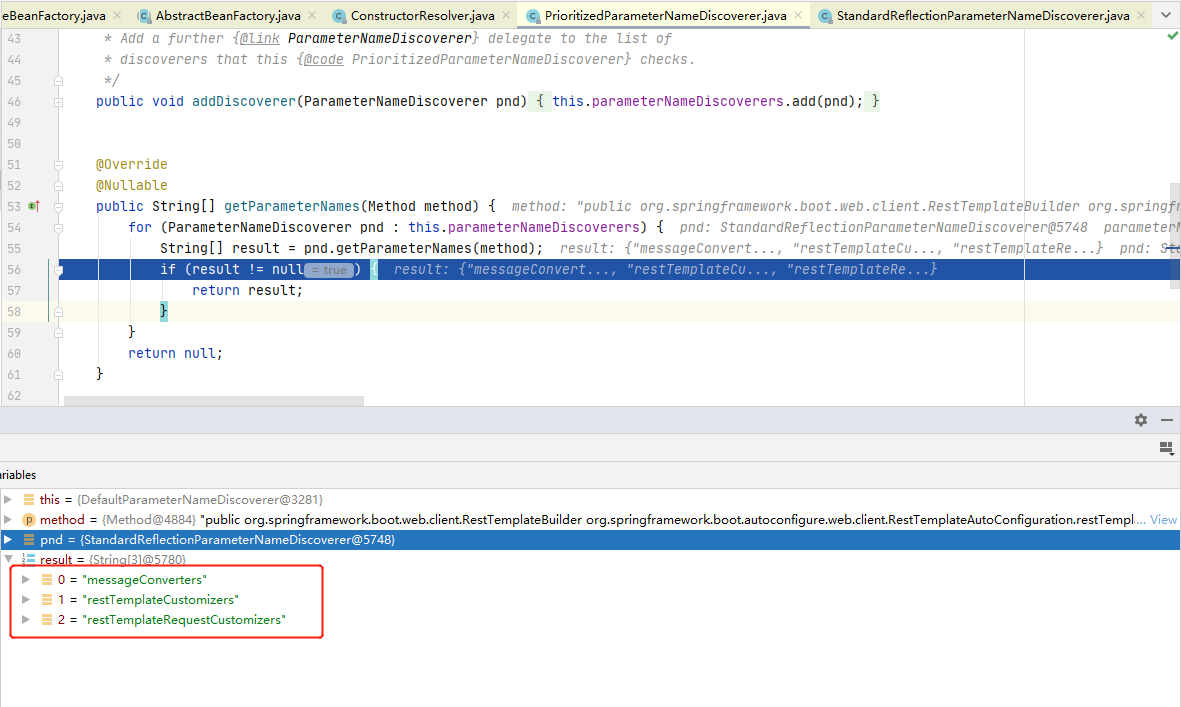 eBeanFactory.java AbstractBeanFactory.java ConstructorResolver.java PrioritizedParameterNameDiscoverer.java StandardReflectionParameterNameDiscoverer.java
43 * Add a further {@link ParameterNameDiscoverer} delegate to the list of
44 * discoverers that this {@code PrioritizedParameterNameDiscoverer} checks.
45 */
46 public void addDiscoverer(ParameterNameDiscoverer pnd) { this.parameterNameDiscoverers.add(pnd); }
49
50
51 @Override
52 @Nullable
53 public String[] getParameterNames(Method method) { method: "public org.springframework.boot.web.client.RestTemplateBuilder org.springfr
54 for (ParameterNameDiscoverer pnd : this.parameterNameDiscoverers) { pnd: StandardReflectionParameterNameDiscoverer@5748 parameterN
55 String[] result = pnd.getParameterNames(method); result: {"messageConvert..., "restTemplateCu..., "restTemplateRe...} pnd: Sta
56 if (result != null = true ) { result: {"messageConvert..., "restTemplateCu..., "restTemplateRe...}
57 return result;
58 }
59 }
60 return null;
61 }
62
ariables
this = {DefaultParameterNameDiscoverer@3281}
p method = {Method@4884} "public org.springframework.boot.web.client.RestTemplateBuilder org.springframework.boot.autoconfigure.web.client.RestTemplateAutoConfiguration.restTempl... View
pnd = {StandardReflectionParameterNameDiscoverer@5748}
result = {String[3]@5780}
0 = "messageConverters"
1 = "restTemplateCustomizers"
2 = "restTemplateRequestCustomizers"